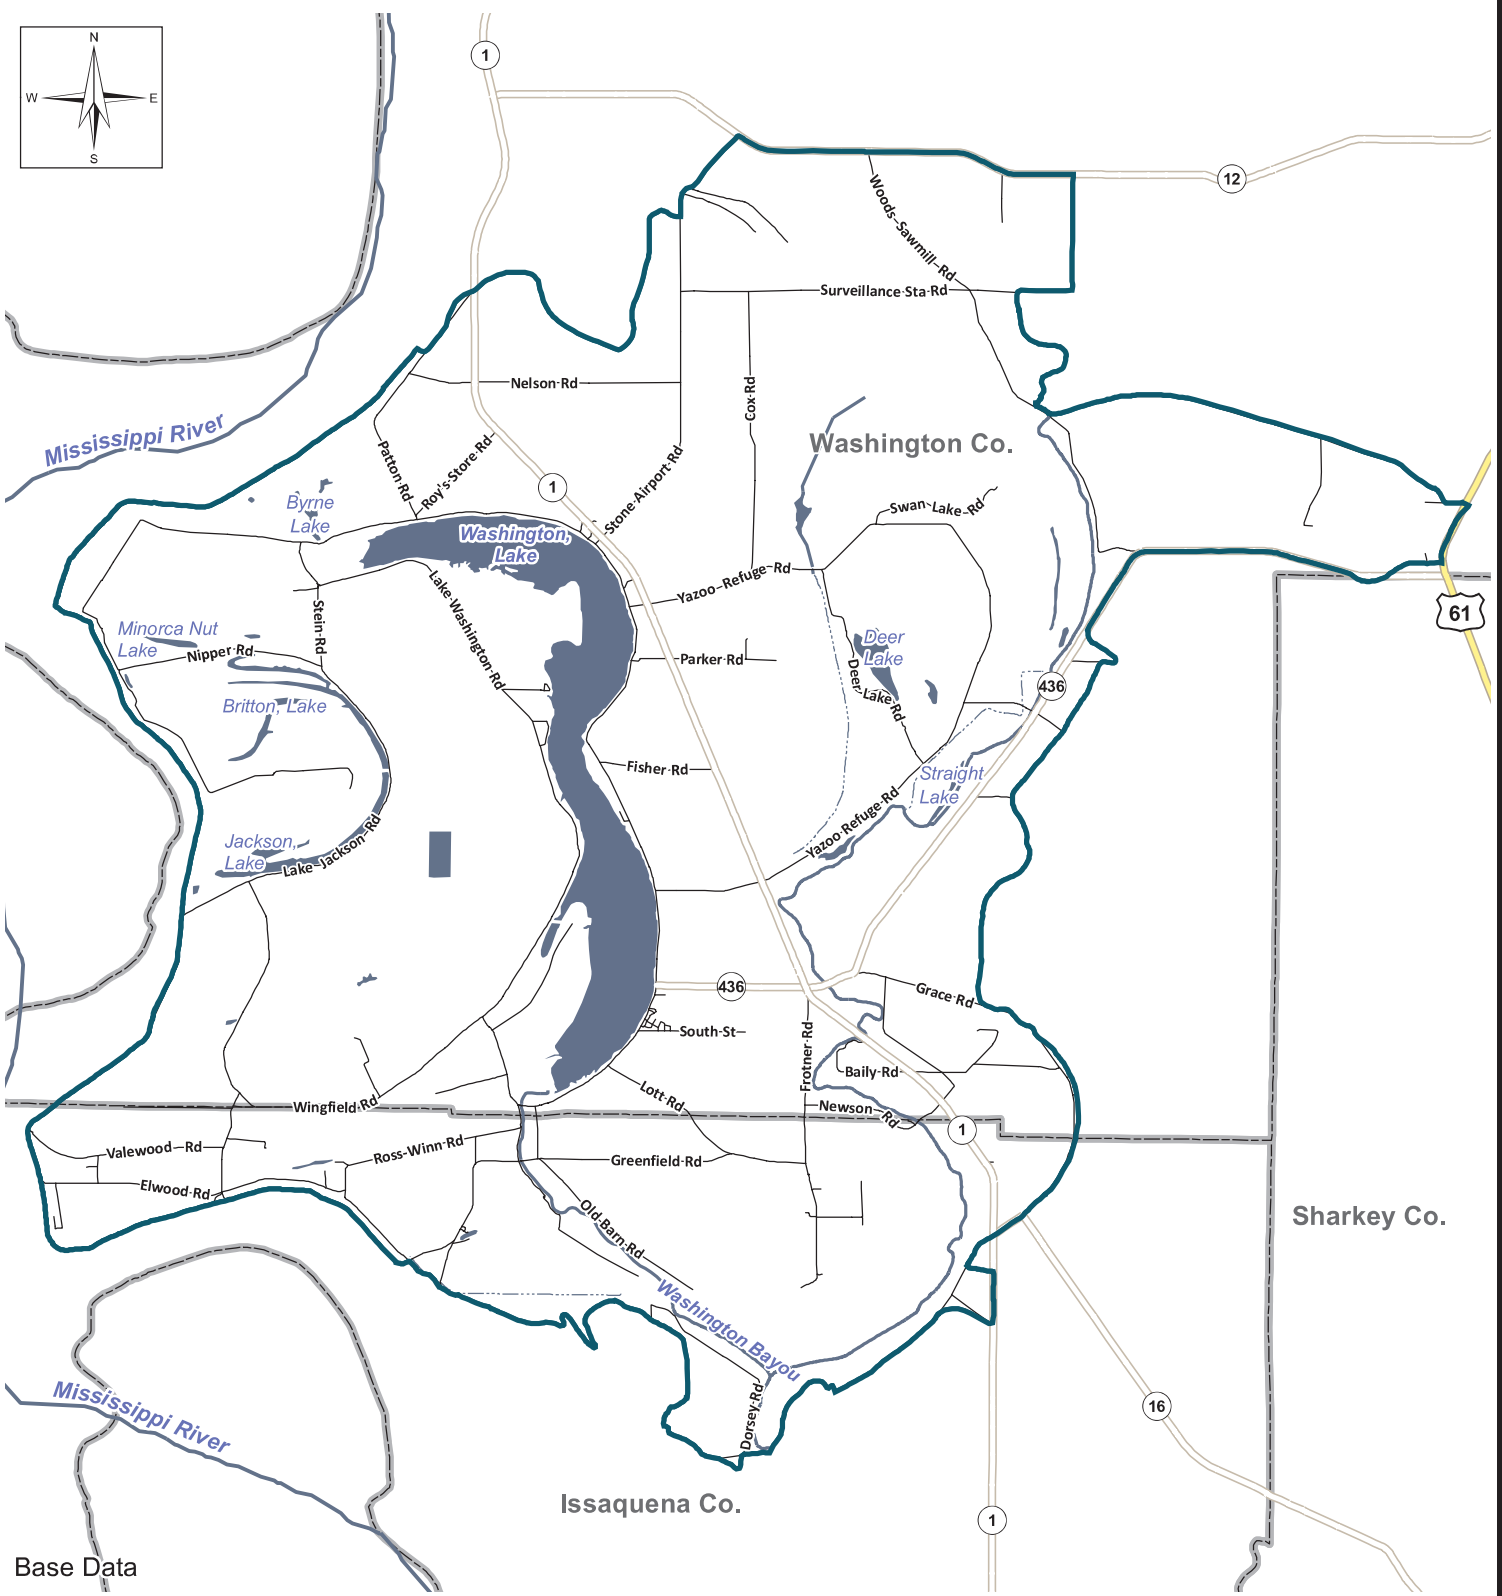 N
W E
S
1
12
Woods-Sawmill-Rd
Surveillance-Sta-Rd
Nelson-Rd
Cox-Rd
Mississippi River
Patton-Rd
Roy's-Store-Rd
Stone-Airport-Rd
Washington Co.
1
Byrne
Lake
Swan-Lake-Rd
Washington,
Lake
Yazoo-Refuge-Rd
Lake-Washington-Rd
Stein-Rd
61
Minorca Nut
Lake
Nipper-Rd
Parker-Rd
Deer
Lake
Deer-Lake-Rd
436
Britton, Lake
Fisher-Rd
Straight
Lake
Yazoo-Refuge-Rd
Jackson,
Lake
Lake-Jackson-Rd
436
Grace-Rd
South-St
Frotner-Rd
Baily-Rd
Lott-Rd
Newson-Rd
Wingfield-Rd
1
Valewood-Rd
Ross-Winn-Rd
Greenfield-Rd
Elwood-Rd
Old-Barn-Rd
Sharkey Co.
Washington Bayou
Mississippi River
Dorsey-Rd
16
Issaquena Co.
1
Base Data